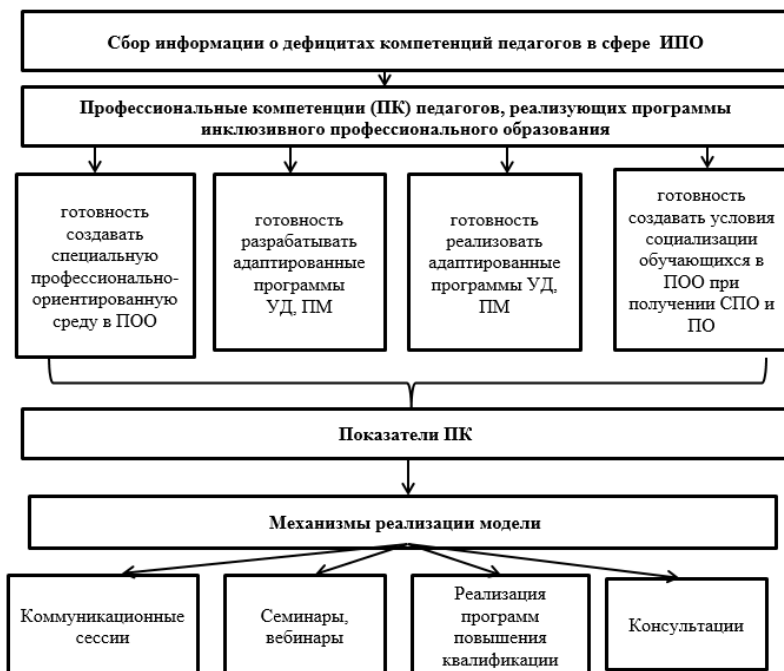 Сбор информации о дефицитах компетенций педагогов в сфере ИПО
Профессиональные компетенции (ПК) педагогов, реализующих программы
инклюзивного профессионального образования
готовность
создавать
специальную
профессионально-
ориентированную
среду в ПОО
готовность
разрабатывать
адаптированные
программы
УД, ПМ
готовность
реализовать
адаптированные
программы УД,
ПМ
готовность
создавать условия
социализации
обучающихся в
ПОО при
получении СПО и
ПО
Показатели ПК
Механизмы реализации модели
Коммуникационные
сессии
Семинары,
вебинары
Реализация
программ
повышения
квалификации
Консультации